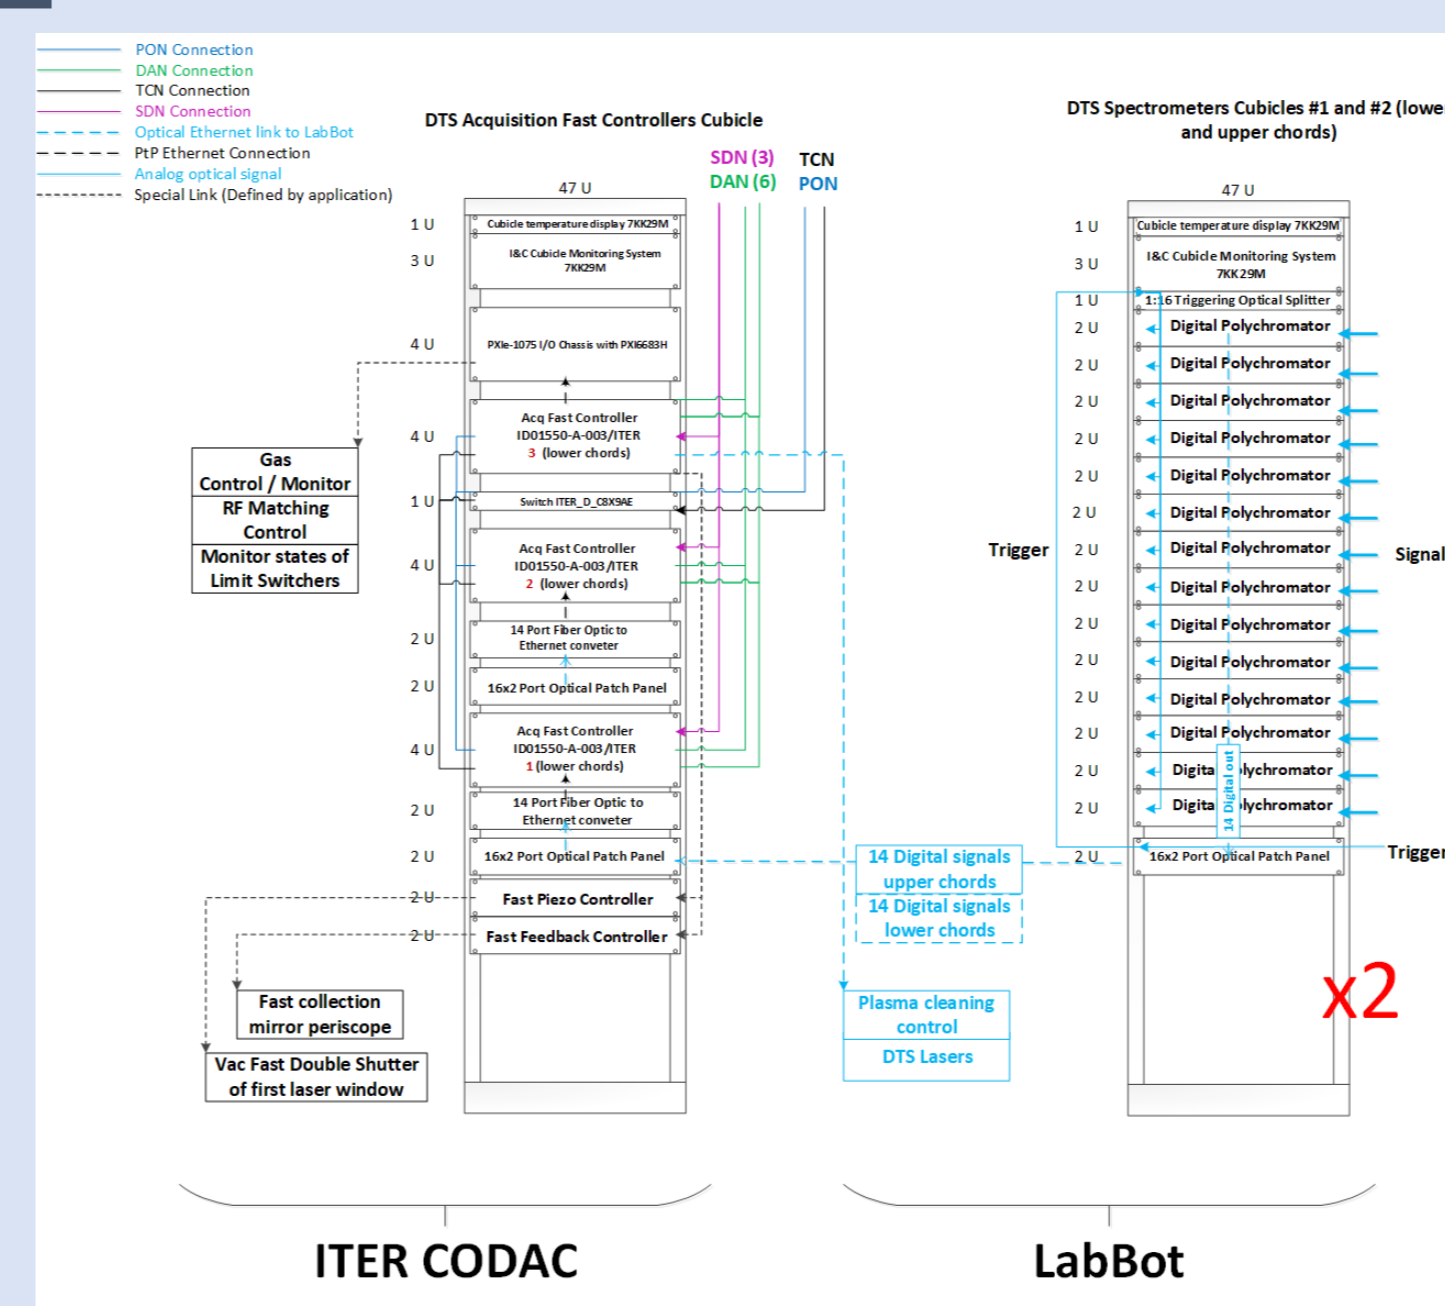 PON Connection
DAN Connection
TCN Connection
SDN Connection
Optical Ethernet link to LabBot
PtP Ethernet Connection
Analog optical signal
Special Link (Defined by application)
DTS Acquisition Fast Controllers Cubicle
SDN (3)
DAN (6)
TCN
PON
47 U
1 U
Cubicle temperature display 7KK29M
3 U
I&C Cubicle Monitoring System
7KK29M
4 U
PXIe-1075 I/O Chassis with PXI6683H
4 U
Acq Fast Controller
ID01550-A-003/ITER
3 (lower chords)
1 U
Switch ITER_D_C8X9AE
4 U
Acq Fast Controller
ID01550-A-003/ITER
2 (lower chords)
2 U
14 Port Fiber Optic to
Ethernet conveter
2 U
16x2 Port Optical Patch Panel
4 U
Acq Fast Controller
ID01550-A-003/ITER
1 (lower chords)
2 U
14 Port Fiber Optic to
Ethernet conveter
2 U
16x2 Port Optical Patch Panel
2 U
Fast Piezo Controller
2 U
Fast Feedback Controller
Gas
Control / Monitor
RF Matching
Control
Monitor states of
Limit Switchers
Fast collection
mirror periscope
Vac Fast Double Shutter
of first laser window
14 Digital signals
upper chords
14 Digital signals
lower chords
Plasma cleaning
control
DTS Lasers
DTS Spectrometers Cubicles #1 and #2 (lower
and upper chords)
47 U
1 U
Cubicle temperature display 7KK29M
3 U
I&C Cubicle Monitoring System
7KK29M
1 U
1:16 Triggering Optical Splitter
2 U
Digital Polychromator
2 U
Digital Polychromator
2 U
Digital Polychromator
2 U
Digital Polychromator
2 U
Digital Polychromator
2 U
Digital Polychromator
2 U
Digital Polychromator
2 U
Digital Polychromator
2 U
Digital Polychromator
2 U
Digital Polychromator
2 U
Digital Polychromator
2 U
Digital Polychromator
2 U
Digita lychromator
2 U
Digita lychromator
14 Digital out
2 U
16x2 Port Optical Patch Panel
Trigger
Signal
Trigger
x2
ITER CODAC
LabBot